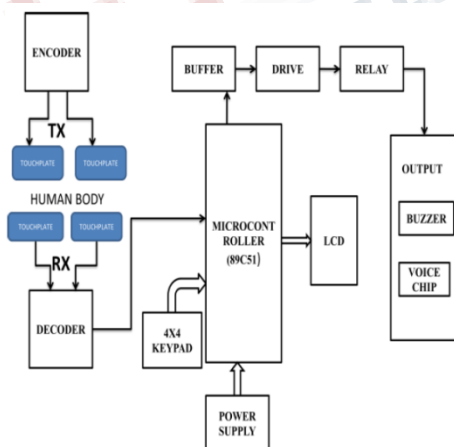 ENCODER
TX
TOUCHPLATE
TOUCHPLATE
HUMAN BODY
TOUCHPLATE
TOUCHPLATE
RX
DECODER
BUFFER
DRIVE
RELAY
MICROCONT
ROLLER
(89C51)
4X4
KEYPAD
POWER
SUPPLY
LCD
OUTPUT
BUZZER
VOICE
CHIP